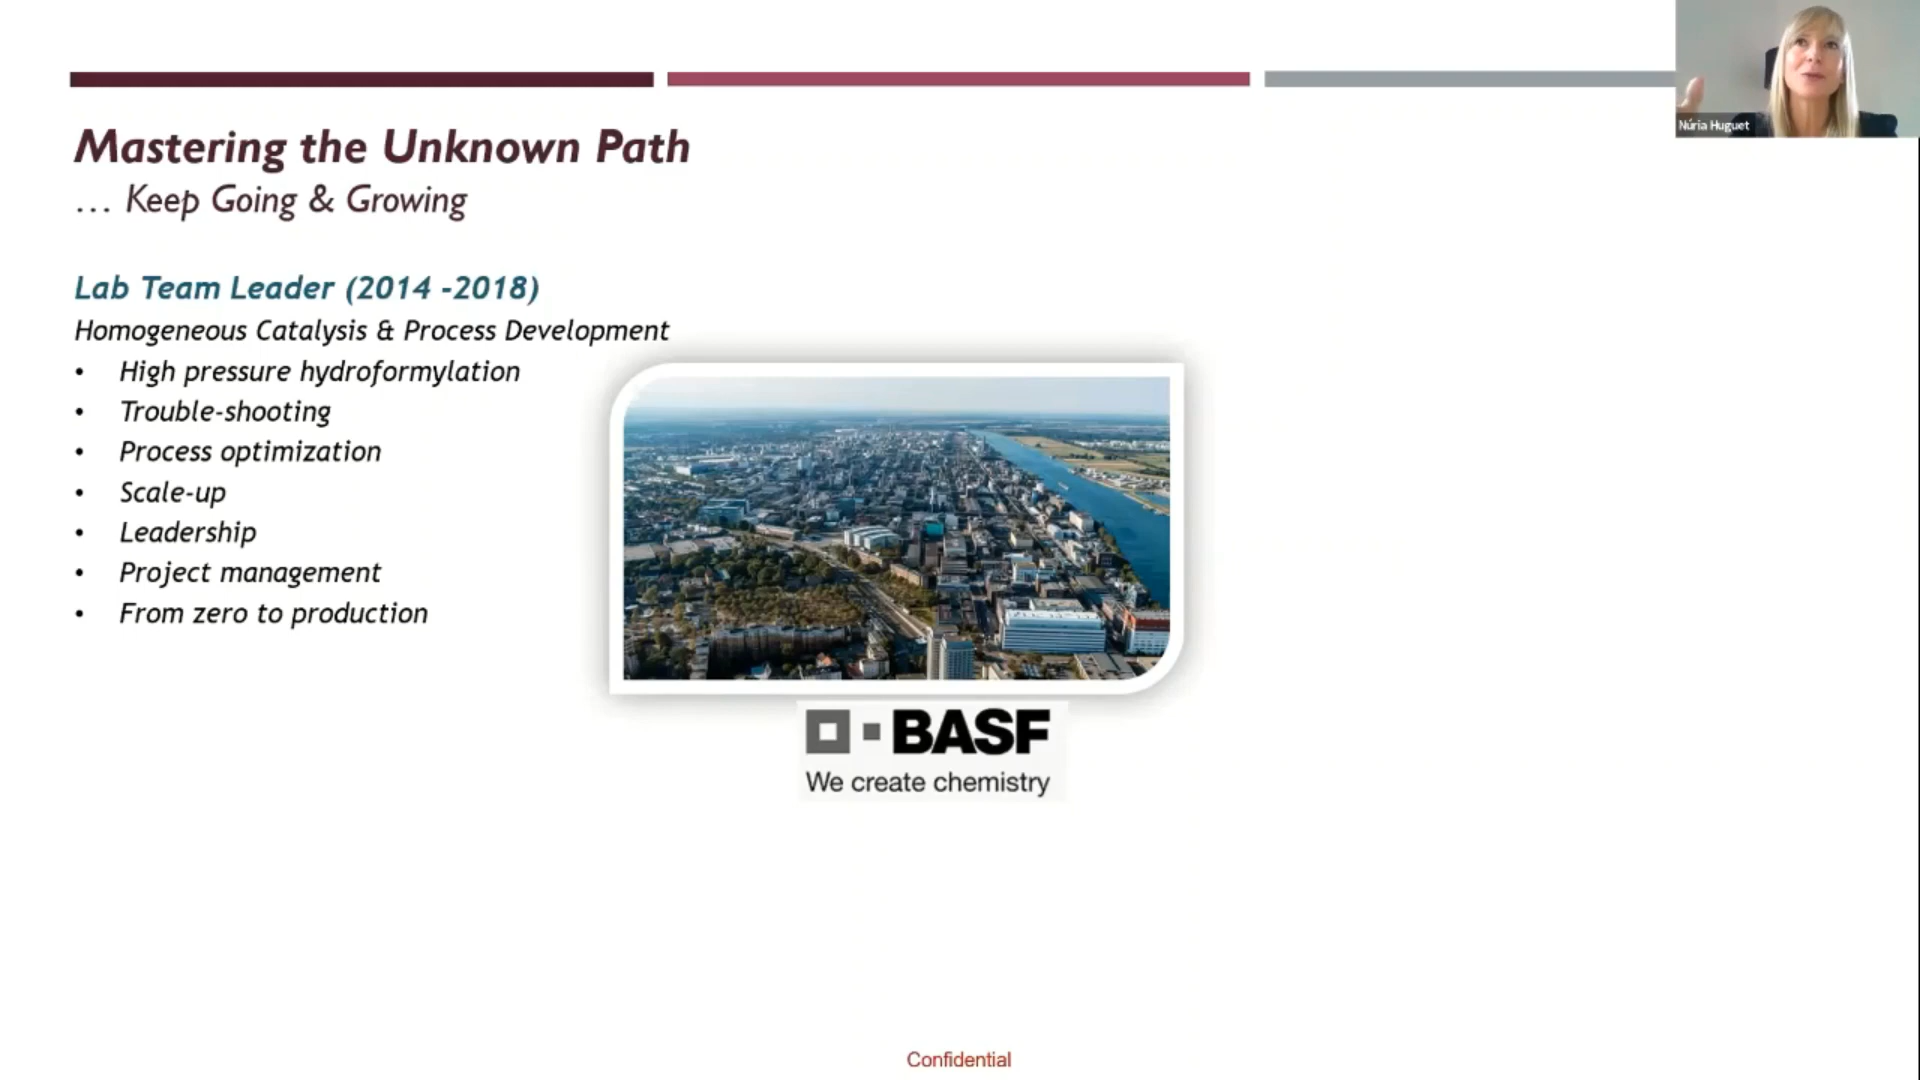 Núria Huguet
Mastering the Unknown Path
... Keep Going & Growing
Lab Team Leader (2014 -2018)
Homogeneous Catalysis & Process Development
• High pressure hydroformylation
• Trouble-shooting
• Process optimization
• Scale-up
• Leadership
• Project management
• From zero to production
BASF
We create chemistry
Confidential